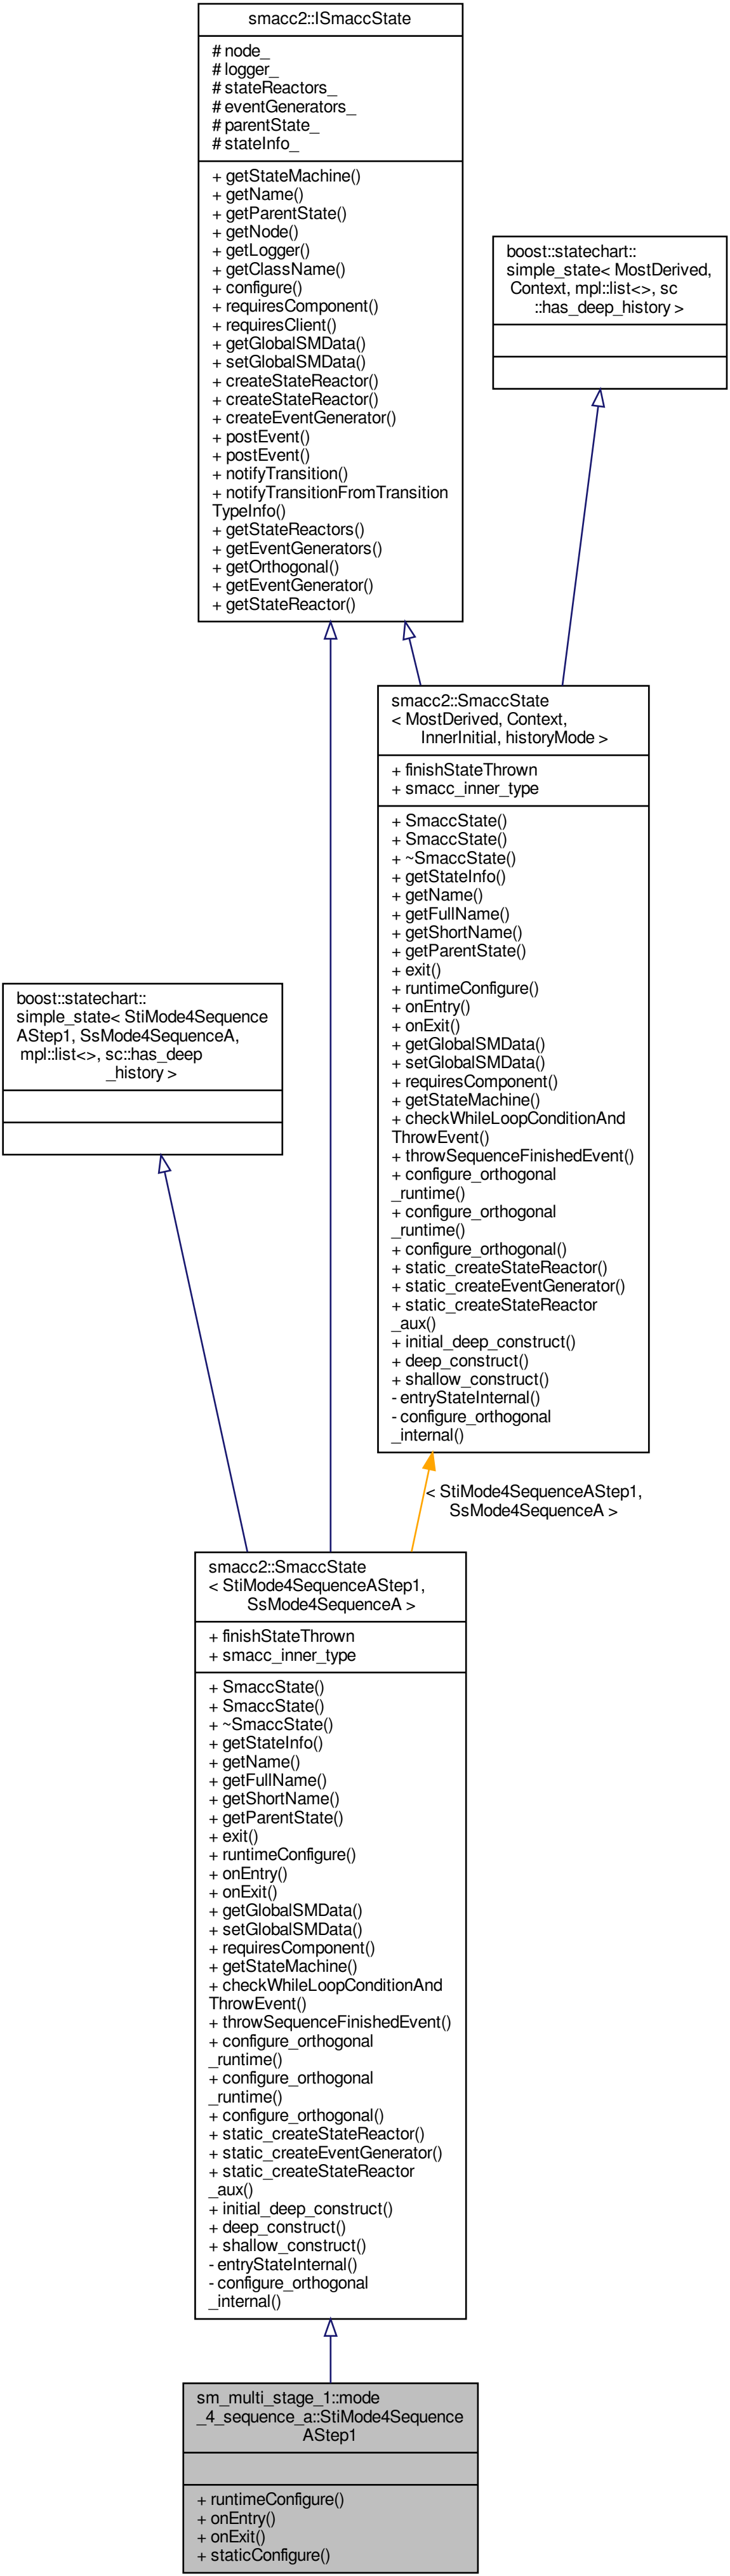 smacc2::ISmaccState
# node_
# logger_
# stateReactors_
# eventGenerators_
# parentState_
# stateInfo_
+ getStateMachine()
+ getName()
+ getParentState()
+ getNode()
+ getLogger()
+ getClassName()
+ configure()
+ requiresComponent()
+ requiresClient()
+ getGlobalSMData()
+ setGlobalSMData()
+ createStateReactor()
+ createStateReactor()
+ createEventGenerator()
+ postEvent()
+ postEvent()
+ notifyTransition()
+ notifyTransitionFromTransition
TypeInfo()
+ getStateReactors()
+ getEventGenerators()
+ getOrthogonal()
+ getEventGenerator()
+ getStateReactor()
boost::statechart::
simple_state< MostDerived,
Context, mpl::list<>, sc
::has_deep_history >
smacc2::SmaccState
< MostDerived, Context,
InnerInitial, historyMode >
+ finishStateThrown
+ smacc_inner_type
+ SmaccState()
+ SmaccState()
+ ~SmaccState()
+ getStateInfo()
+ getName()
+ getFullName()
+ getShortName()
+ getParentState()
+ exit()
+ runtimeConfigure()
+ onEntry()
+ onExit()
+ getGlobalSMData()
+ setGlobalSMData()
+ requiresComponent()
+ getStateMachine()
+ checkWhileLoopConditionAnd
ThrowEvent()
+ throwSequenceFinishedEvent()
+ configure_orthogonal
_runtime()
+ configure_orthogonal
_runtime()
+ configure_orthogonal()
+ static_createStateReactor()
+ static_createEventGenerator()
+ static_createStateReactor
_aux()
+ initial_deep_construct()
+ deep_construct()
+ shallow_construct()
- entryStateInternal()
- configure_orthogonal
_internal()
boost::statechart::
simple_state< StiMode4Sequence
AStep1, SsMode4SequenceA,
mpl::list<>, sc::has_deep
_history >
< StiMode4SequenceAStep1,
SsMode4SequenceA >
smacc2::SmaccState
< StiMode4SequenceAStep1,
SsMode4SequenceA >
+ finishStateThrown
+ smacc_inner_type
+ SmaccState()
+ SmaccState()
+ ~SmaccState()
+ getStateInfo()
+ getName()
+ getFullName()
+ getShortName()
+ getParentState()
+ exit()
+ runtimeConfigure()
+ onEntry()
+ onExit()
+ getGlobalSMData()
+ setGlobalSMData()
+ requiresComponent()
+ getStateMachine()
+ checkWhileLoopConditionAnd
ThrowEvent()
+ throwSequenceFinishedEvent()
+ configure_orthogonal
_runtime()
+ configure_orthogonal
_runtime()
+ configure_orthogonal()
+ static_createStateReactor()
+ static_createEventGenerator()
+ static_createStateReactor
_aux()
+ initial_deep_construct()
+ deep_construct()
+ shallow_construct()
- entryStateInternal()
- configure_orthogonal
_internal()
sm_multi_stage_1::mode
_4_sequence_a::StiMode4Sequence
AStep1
+ runtimeConfigure()
+ onEntry()
+ onExit()
+ staticConfigure()